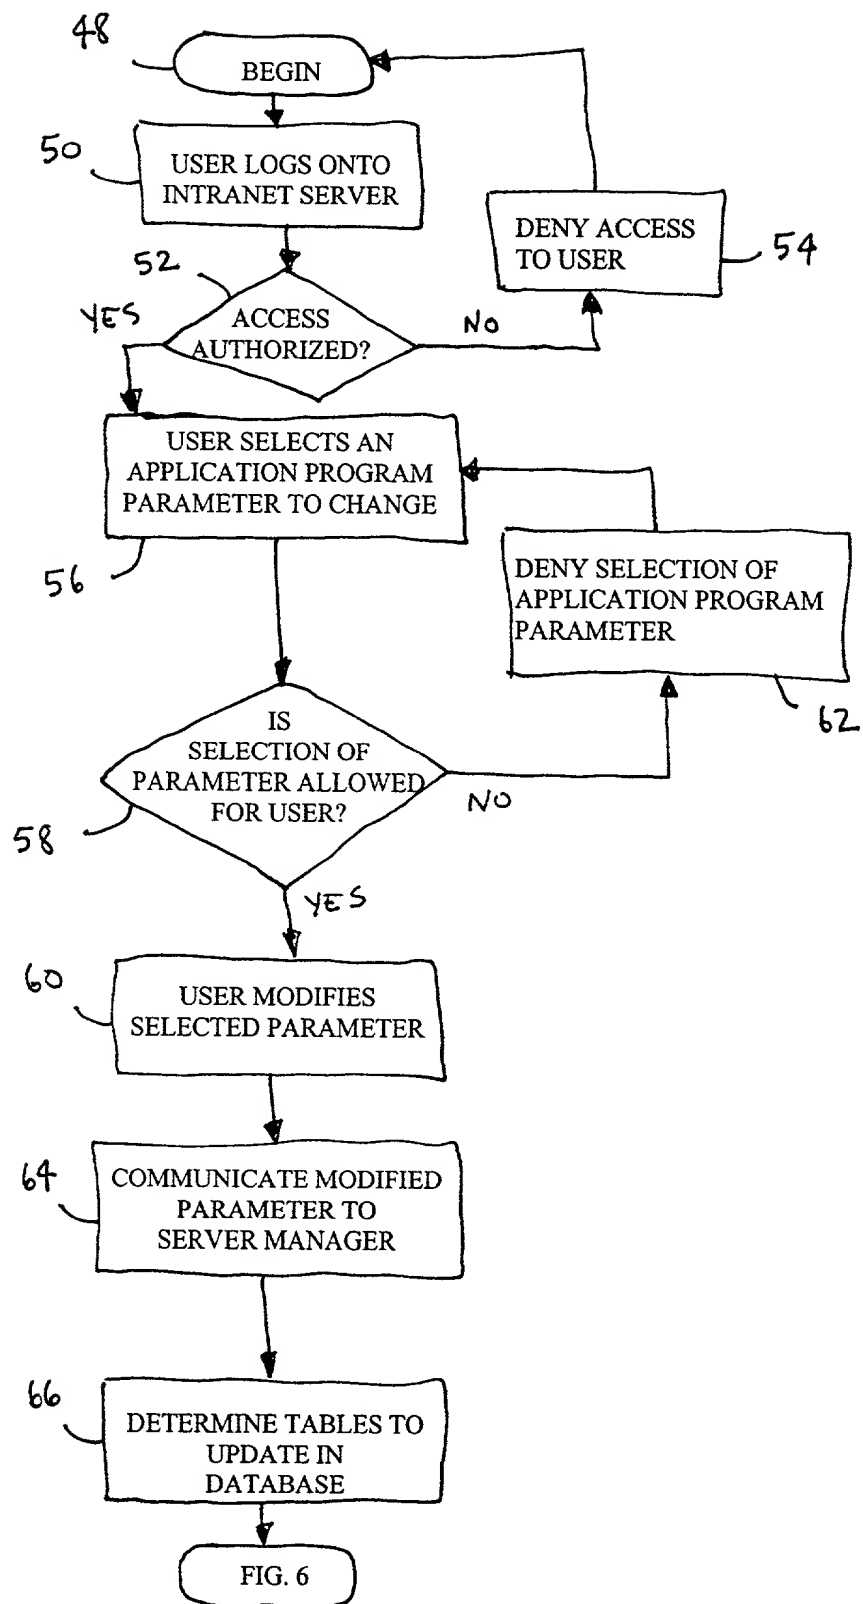 48
BEGIN
50
USER LOGS ONTO
INTRANET SERVER
DENY ACCESS
TO USER
54
52
YES
ACCESS
AUTHORIZED?
NO
USER SELECTS AN
APPLICATION PROGRAM
PARAMETER TO CHANGE
56
DENY SELECTION OF
APPLICATION PROGRAM
PARAMETER
62
IS
SELECTION OF
PARAMETER ALLOWED
FOR USER?
NO
58
YES
60
USER MODIFIES
SELECTED PARAMETER
64
COMMUNICATE MODIFIED
PARAMETER TO
SERVER MANAGER
66
DETERMINE TABLES TO
UPDATE IN
DATABASE
FIG. 6